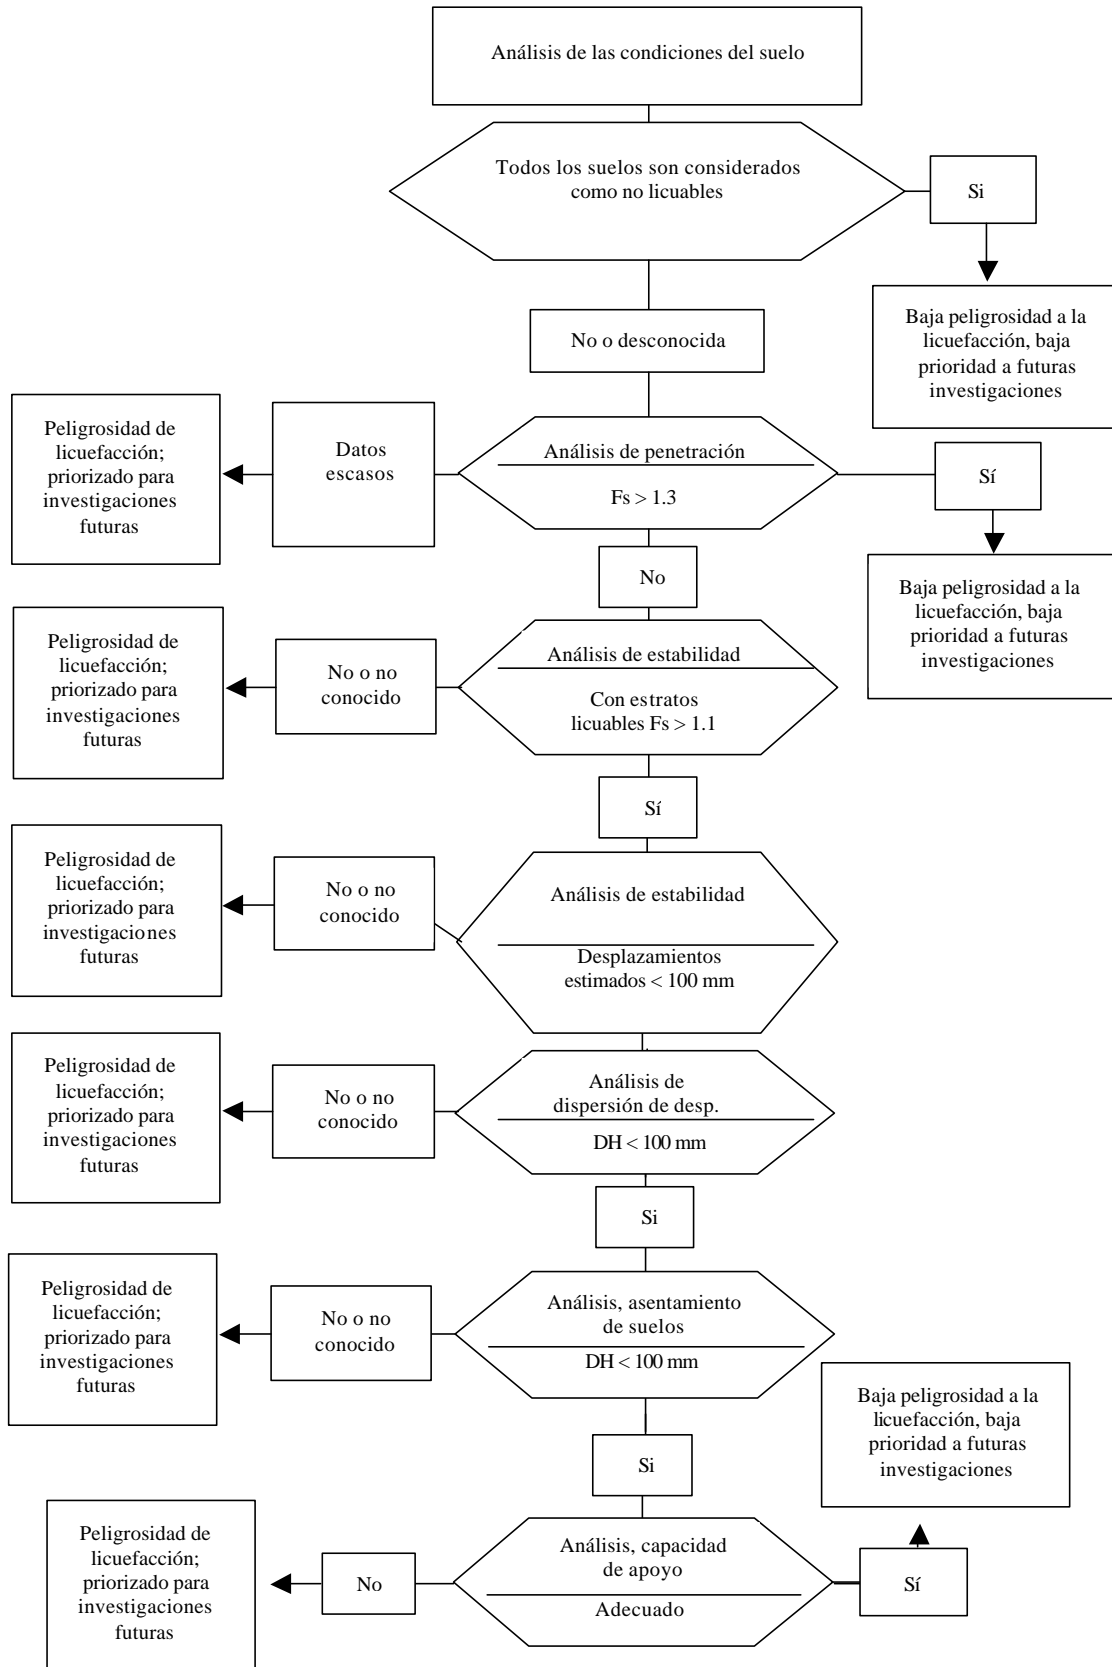 Análisis de las condiciones del suelo
Todos los suelos son considerados
como no licuables
Si
Baja peligrosidad a la
licuefacción, baja
prioridad a futuras
investigaciones
No o desconocida
Peligrosidad de
licuefacción;
priorizado para
investigaciones
futuras
Datos
escasos
Análisis de penetración
Fs > 1.3
Sí
Baja peligrosidad a la
licuefacción, baja
prioridad a futuras
investigaciones
No
Peligrosidad de
licuefacción;
priorizado para
investigaciones
futuras
No o no
conocido
Análisis de estabilidad
Con estratos
licuables Fs > 1.1
Sí
Peligrosidad de
licuefacción;
priorizado para
investigaciones
futuras
No o no
conocido
Análisis de estabilidad
Desplazamientos
estimados < 100 mm
Peligrosidad de
licuefacción;
priorizado para
investigaciones
futuras
No o no
conocido
Análisis de
dispersión de desp.
DH < 100 mm
Si
Peligrosidad de
licuefacción;
priorizado para
investigaciones
futuras
No o no
conocido
Análisis, asentamiento
de suelos
DH < 100 mm
Baja peligrosidad a la
licuefacción, baja
prioridad a futuras
investigaciones
Si
Peligrosidad de
licuefacción;
priorizado para
investigaciones
futuras
No
Análisis, capacidad
de apoyo
Adecuado
Sí